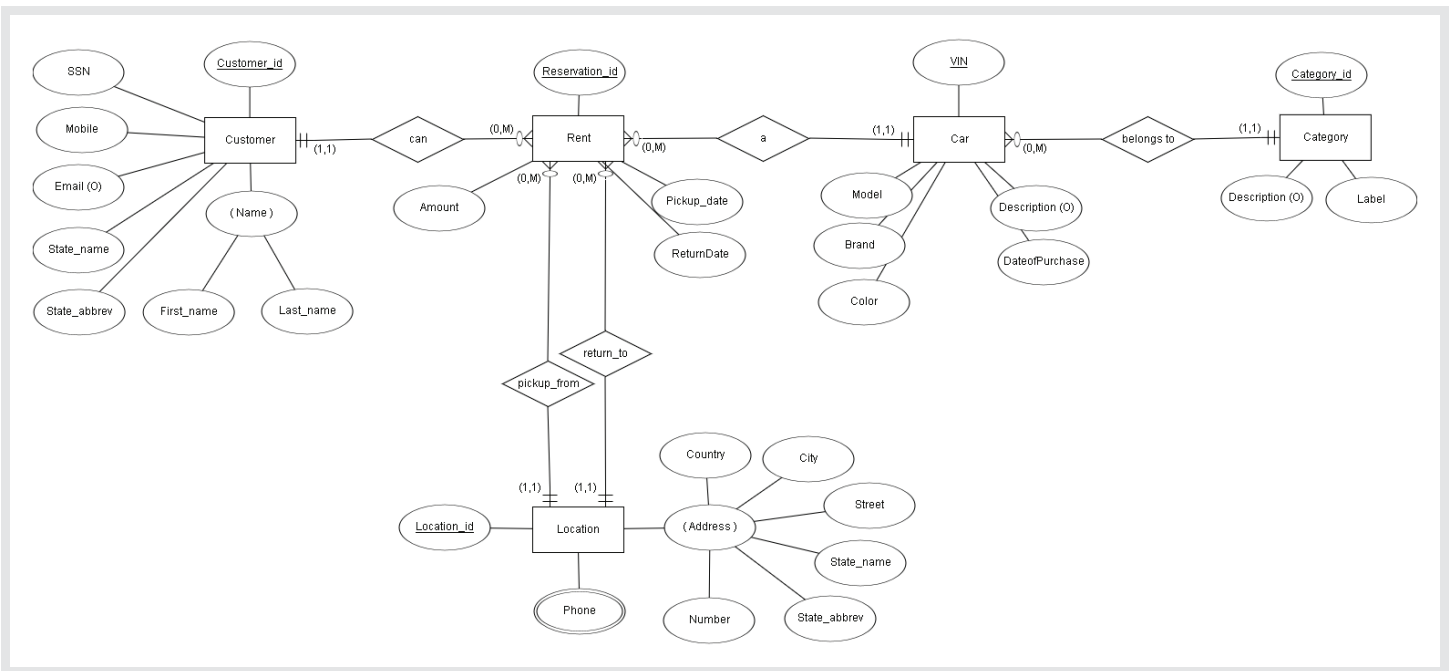 SSN
Customer_id
Reservation_id
VIN
Category_id
Mobile
Customer
(1,1)
can
(0,M)
Rent
(0,M)
a
(1,1)
Car
(0,M)
belongs to
(1,1)
Category
Email (O)
( Name )
Amount
(0,M)
(0,M)
Pickup_date
Model
Description (O)
Description (O)
Label
State_name
ReturnDate
Brand
DateofPurchase
State_abbrev
First_name
Last_name
Color
return_to
pickup_from
Country
City
(1,1)
(1,1)
Street
Location_id
Location
( Address )
State_name
Phone
Number
State_abbrev